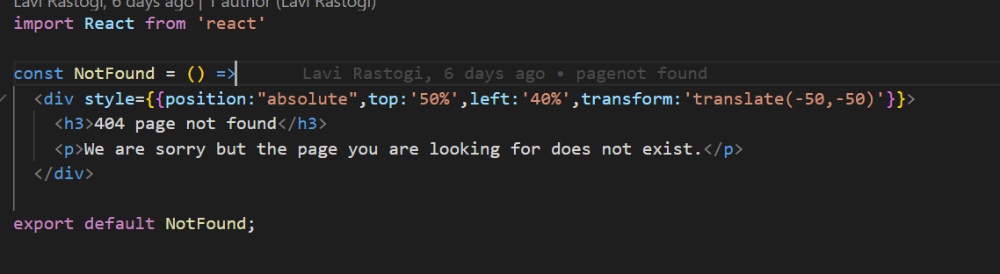 Lavi Rastogi, 6 days ago | 1 author (Lavi Rastogi)
import React from 'react'
const NotFound = () => Lavi Rastogi, 6 days ago • pagenot found
<div style={{position:"absolute",top:'50%',left:'40%',transform:'translate(-50,-50)'}}>
<h3>404 page not found</h3>
<p>We are sorry but the page you are looking for does not exist.</p>
</div>
export default NotFound;